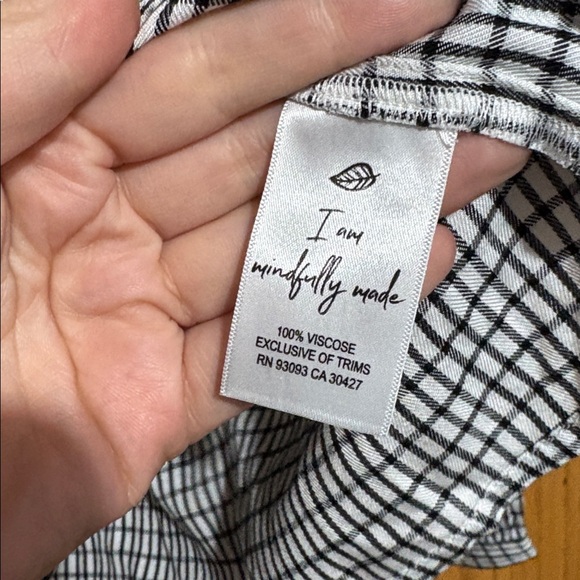 I am
mindfully made
100% VISCOSE
EXCLUSIVE OF TRIMS
RN 93093 CA 30427